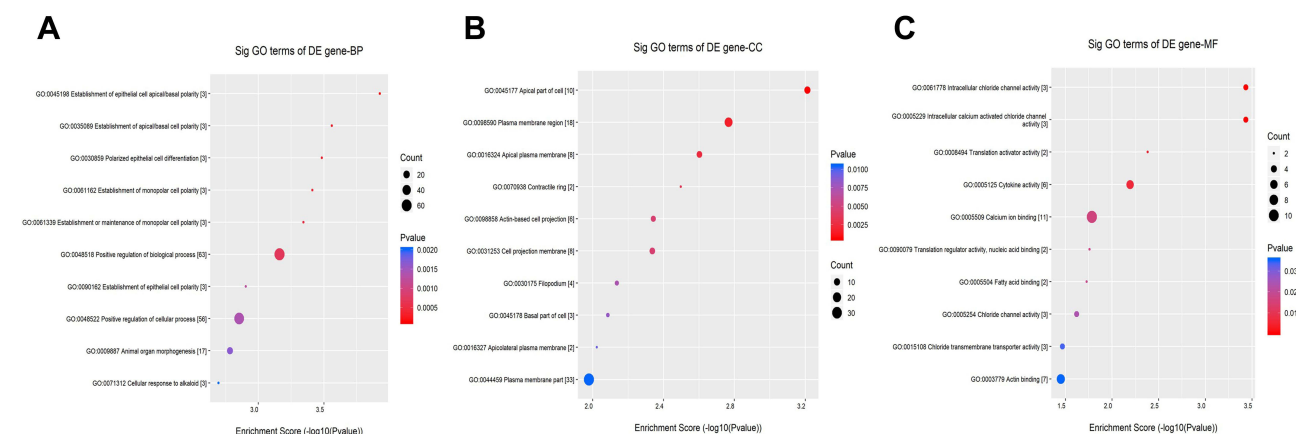 A
Sig GO terms of DE gene-BP
GO:0045198 Establishment of epithelial cell apical/basal polarity [3]
GO:0035089 Establishment of apical/basal cell polarity [3]
GO:0030859 Polarized epithelial cell differentiation [3]
GO:0061162 Establishment of monopolar cell polarity [3]
GO:0061339 Establishment or maintenance of monopolar cell polarity [3]
GO:0048518 Positive regulation of biological process [63]
GO:0090162 Establishment of epithelial cell polarity [3]
GO:0048522 Positive regulation of cellular process [56]
GO:0009887 Animal organ morphogenesis [17]
GO:0071312 Cellular response to alkaloid [3]
3.0
3.5
Enrichment Score (-log10(Pvalue))
Count
20
40
60
Pvalue
0.0020
0.0015
0.0010
0.0005
B
Sig GO terms of DE gene-CC
GO:0045177 Apical part of cell [10]
GO:0098590 Plasma membrane region [18]
GO:0016324 Apical plasma membrane [8]
GO:0070938 Contractile ring [2]
GO:0098858 Actin-based cell projection [6]
GO:0031253 Cell projection membrane [8]
GO:0030175 Filopodium [4]
GO:0045178 Basal part of cell [3]
GO:0016327 Apicolateral plasma membrane [2]
GO:0044459 Plasma membrane part [33]
2.0
2.4
2.8
3.2
Enrichment Score (-log10(Pvalue))
Pvalue
0.0100
0.0075
0.0050
0.0025
Count
10
20
30
C
Sig GO terms of DE gene-MF
GO:0061778 Intracellular chloride channel activity [3]
GO:0005229 Intracellular calcium activated chloride channel
activity [3]
GO:0008494 Translation activator activity [2]
GO:0005125 Cytokine activity [6]
GO:0005509 Calcium ion binding [11]
GO:0090079 Translation regulator activity, nucleic acid binding [2]
GO:0005504 Fatty acid binding [2]
GO:0005254 Chloride channel activity [3]
GO:0015108 Chloride transmembrane transporter activity [3]
GO:0003779 Actin binding [7]
1.5
2.0
2.5
3.0
3.5
Enrichment Score (-log10(Pvalue))
Count
2
4
6
8
10
Pvalue
0.03
0.02
0.01